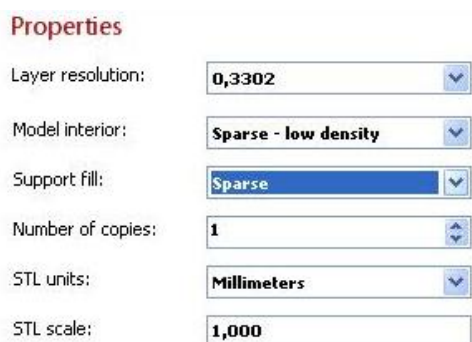 Properties
Layer resolution: 0,3302
Model interior: Sparse - low density
Support fill: Sparse
Number of copies: 1
STL units: Millimeters
STL scale: 1,000